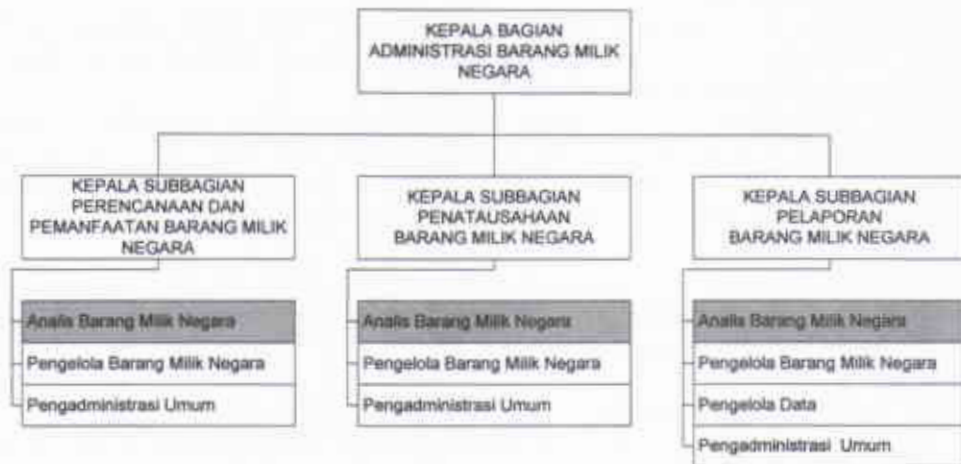 KEPALA BAGIAN
ADMINISTRASI BARANG MILIK
NEGARA
KEPALA SUBBAGIAN
PERENCANAAN DAN
PEMANFAATAN BARANG MILIK
NEGARA
KEPALA SUBBAGIAN
PENATAUSAHAAN
BARANG MILIK NEGARA
KEPALA SUBBAGIAN
PELAPORAN
BARANG MILIK NEGARA
Analis Barang Milik Negara
Pengelola Barang Milik Negara
Pengadministrasi Umum
Analis Barang Milik Negara
Pengelola Barang Milik Negara
Pengadministrasi Umum
Analis Barang Milik Negara
Pengelola Barang Milik Negara
Pengelola Data
Pengadministrasi Umum